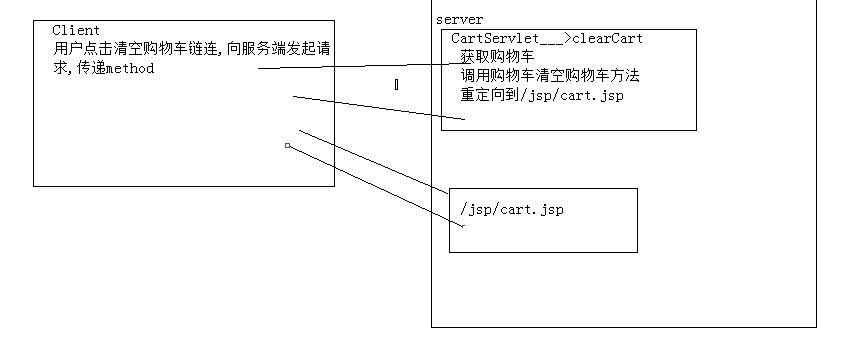 Client
用户点击清空购物车链连,向服务端发起请
求,传递method
server
CartServlet___>clearCart
获取购物车
调用购物车清空购物车方法
重定向到/jsp/cart.jsp
/jsp/cart.jsp